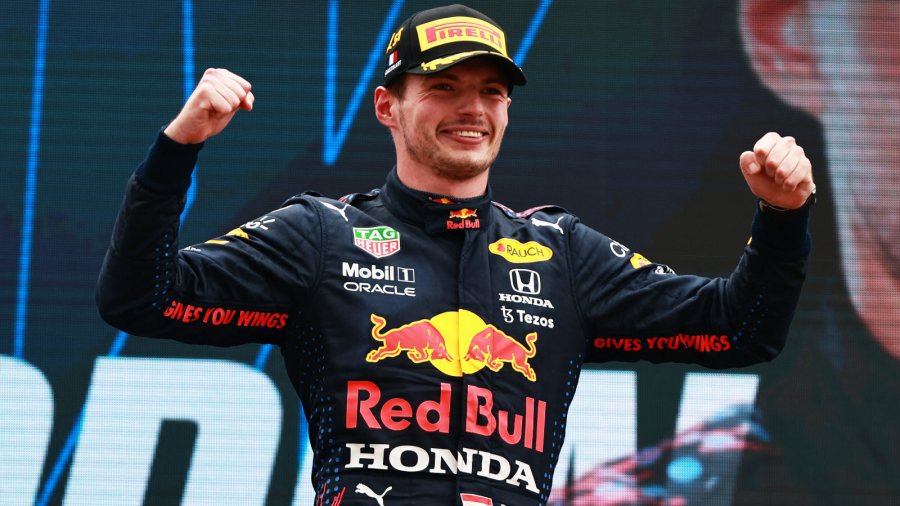 1st
PIRELLI
Red Bull
TAG
HEUER
RAUCH
Mobil 1
HONDA
ORACLE
Tezos
GIVES YOU WINGS
GIVES YOU WINGS
Red Bull
HONDA